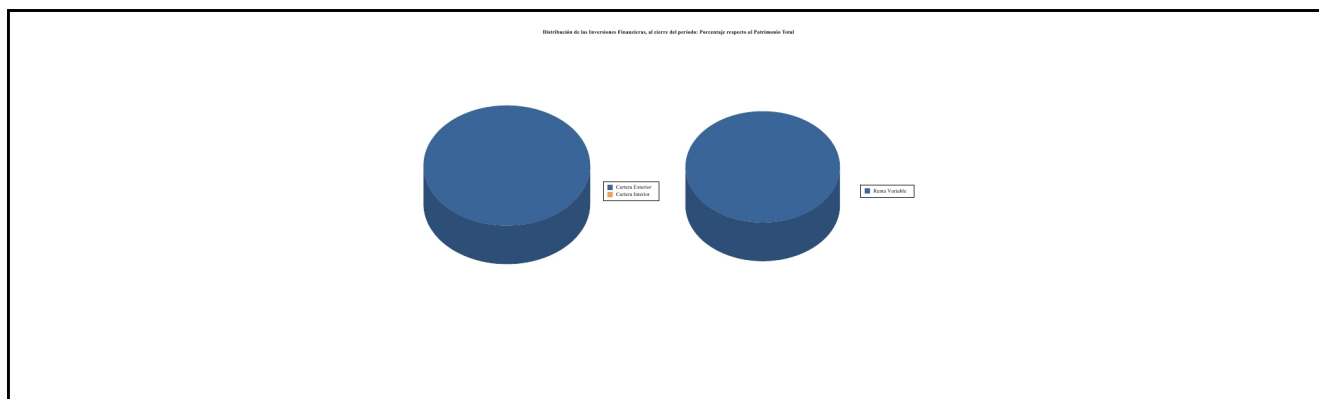 Distribución de las Inversiones Financieras, al cierre del período: Porcentaje respecto al Patrimonio Total
Cartera Exterior
Cartera Interior
Renta Variable